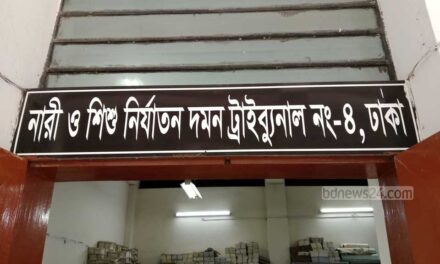 নারী ও শিশু নির্যাতন দমন ট্রাইব্যুনাল নং-৪, ঢাকা
bdnews24.com